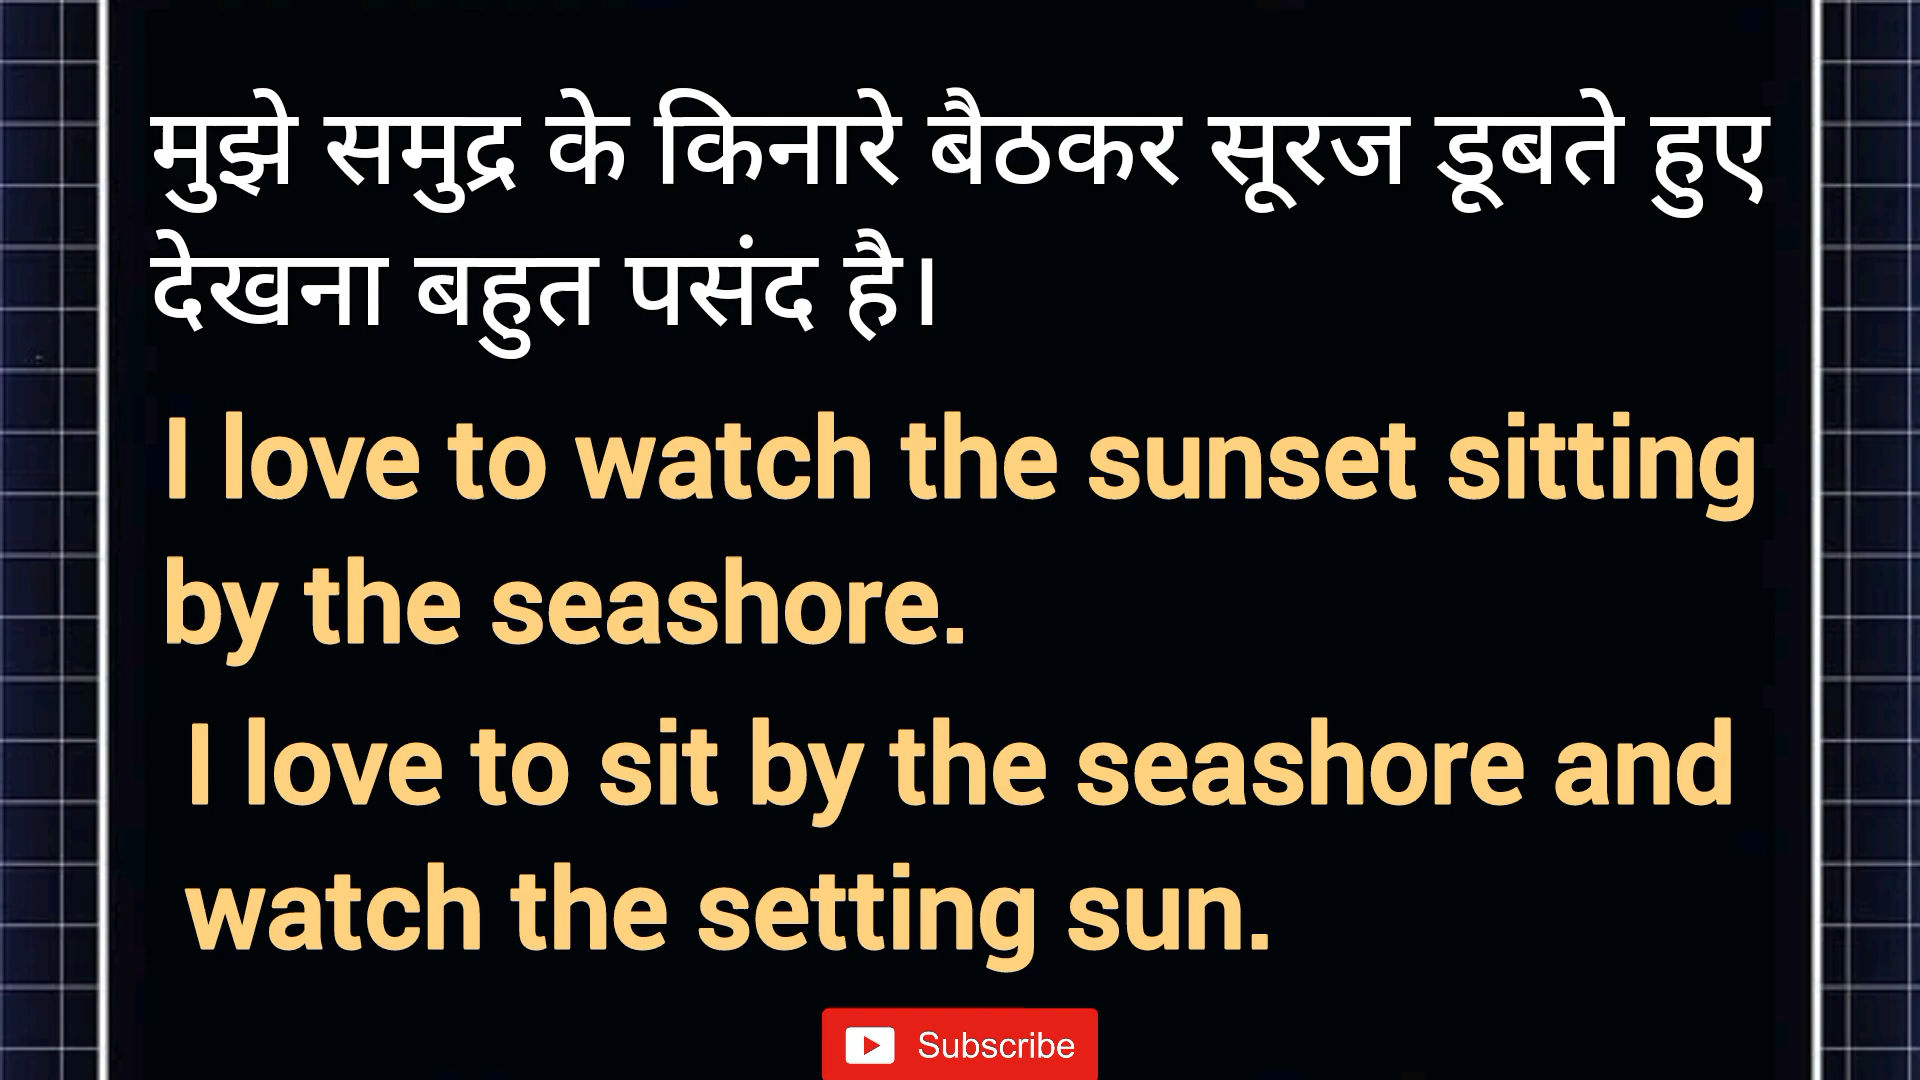 मुझे समुद्र के किनारे बैठकर सूरज डूबते हुए
देखना बहुत पसंद है।
I love to watch the sunset sitting
by the seashore.
I love to sit by the seashore and
watch the setting sun.
Subscribe